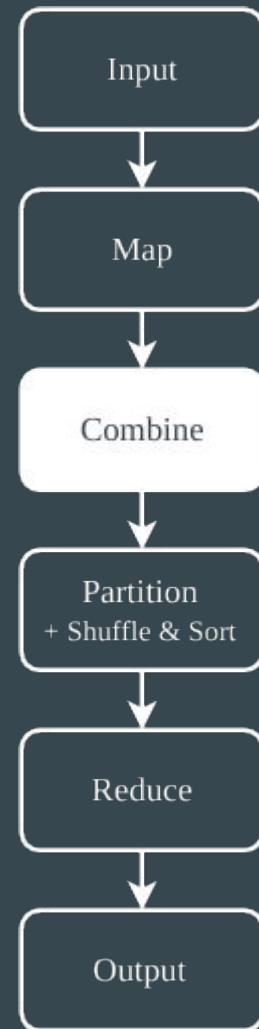 Input
Map
Combine
Partition
+ Shuffle & Sort
Reduce
Output